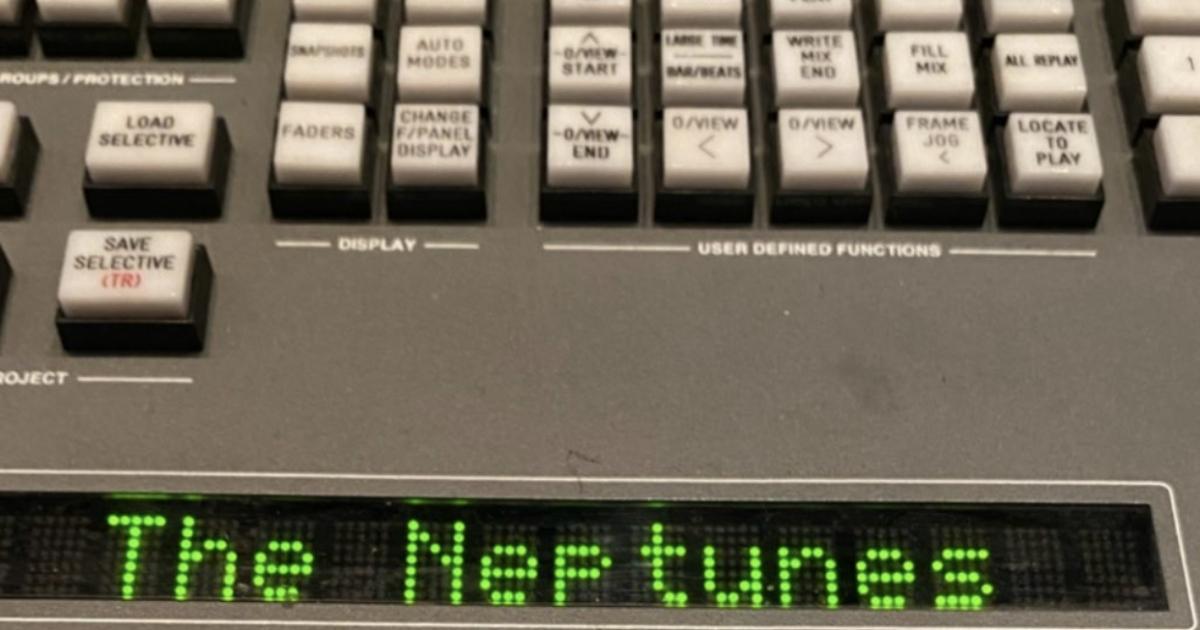 SNAPSHOTS
AUTO
MODES
^
O/VIEW
START
LARGE TIME
BAR/BEATS
WRITE
MIX
END
FILL
MIX
ALL REPLAY
1
ROUPS / PROTECTION
LOAD
SELECTIVE
FADERS
CHANGE
F/PANEL
DISPLAY
O/VIEW
END
O/VIEW
<
O/VIEW
>
FRAME
JOG
<
LOCATE
TO
PLAY
SAVE
SELECTIVE
(TR)
DISPLAY
USER DEFINED FUNCTIONS
ROJECT
The Neptunes